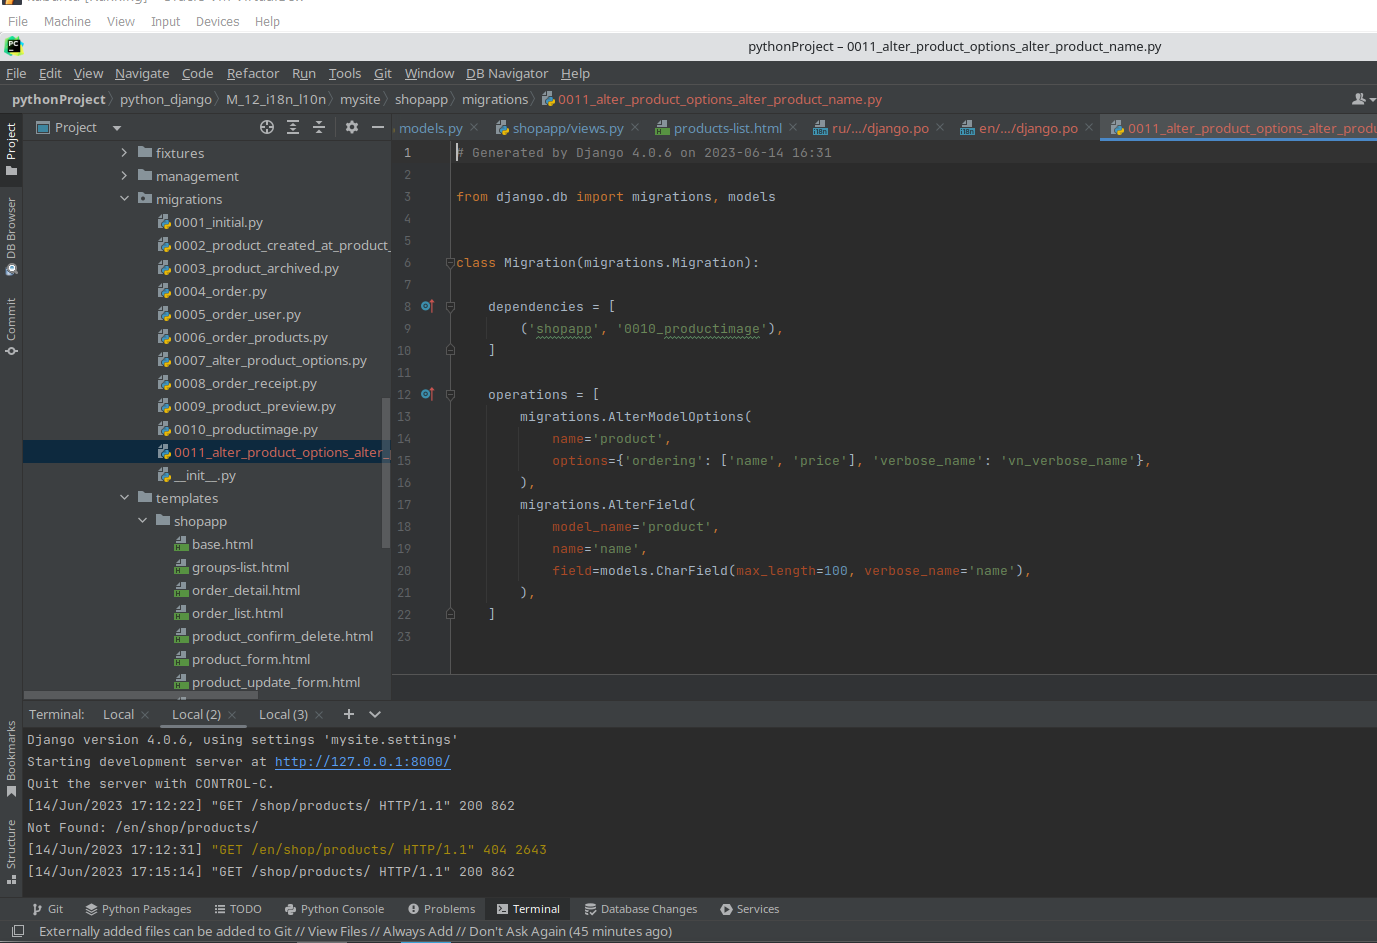 File Machine View Input Devices Help
pythonProject – 0011_alter_product_options_alter_product_name.py
File Edit View Navigate Code Refactor Run Tools Git Window DB Navigator Help
pythonProject python_django M_12_i18n_l10n mysite shopapp migrations 0011_alter_product_options_alter_product_name.py
Project
models.py shopapp/views.py products-list.html ru/.../django.po en/.../django.po 0011_alter_product_options_alter_produ
Project
DB Browser
Commit
Bookmarks
Structure
fixtures
management
migrations
0001_initial.py
0002_product_created_at_product_
0003_product_archived.py
0004_order.py
0005_order_user.py
0006_order_products.py
0007_alter_product_options.py
0008_order_receipt.py
0009_product_preview.py
0010_productimage.py
0011_alter_product_options_alter_
__init__.py
templates
shopapp
base.html
groups-list.html
order_detail.html
order_list.html
product_confirm_delete.html
product_form.html
product_update_form.html
1 # Generated by Django 4.0.6 on 2023-06-14 16:31
2
3 from django.db import migrations, models
4
5
6 class Migration(migrations.Migration):
7
8 dependencies = [
9 ('shopapp', '0010_productimage'),
10 ]
11
12 operations = [
13 migrations.AlterModelOptions(
14 name='product',
15 options={'ordering': ['name', 'price'], 'verbose_name': 'vn_verbose_name'},
16 ),
17 migrations.AlterField(
18 model_name='product',
19 name='name',
20 field=models.CharField(max_length=100, verbose_name='name'),
21 ),
22 ]
23
Terminal: Local Local (2) Local (3)
Django version 4.0.6, using settings 'mysite.settings'
Starting development server at http://127.0.0.1:8000/
Quit the server with CONTROL-C.
[14/Jun/2023 17:12:22] "GET /shop/products/ HTTP/1.1" 200 862
Not Found: /en/shop/products/
[14/Jun/2023 17:12:31] "GET /en/shop/products/ HTTP/1.1" 404 2643
[14/Jun/2023 17:15:14] "GET /shop/products/ HTTP/1.1" 200 862
Git Python Packages TODO Python Console Problems Terminal Database Changes Services
Externally added files can be added to Git // View Files // Always Add // Don't Ask Again (45 minutes ago)